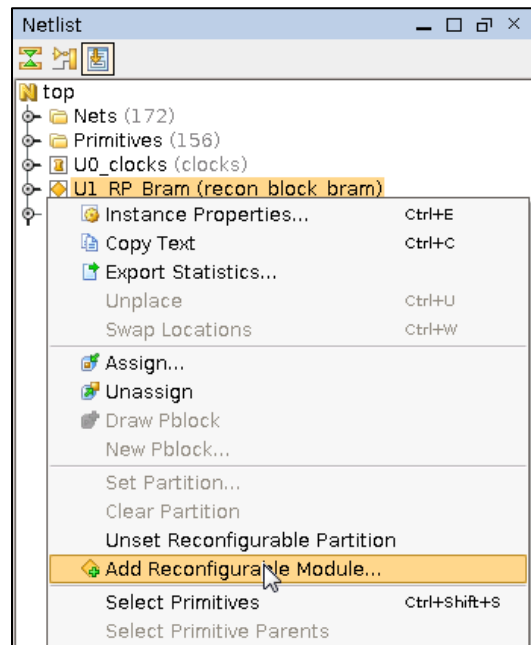 Netlist
top
Nets (172)
Primitives (156)
U0_clocks (clocks)
U1_RP_Bram (recon_block_bram)
Instance Properties... Ctrl+E
Copy Text Ctrl+C
Export Statistics...
Unplace Ctrl+U
Swap Locations Ctrl+W
Assign...
Unassign
Draw Pblock
New Pblock...
Set Partition...
Clear Partition
Unset Reconfigurable Partition
Add Reconfigurable Module...
Select Primitives Ctrl+Shift+S
Select Primitive Parents